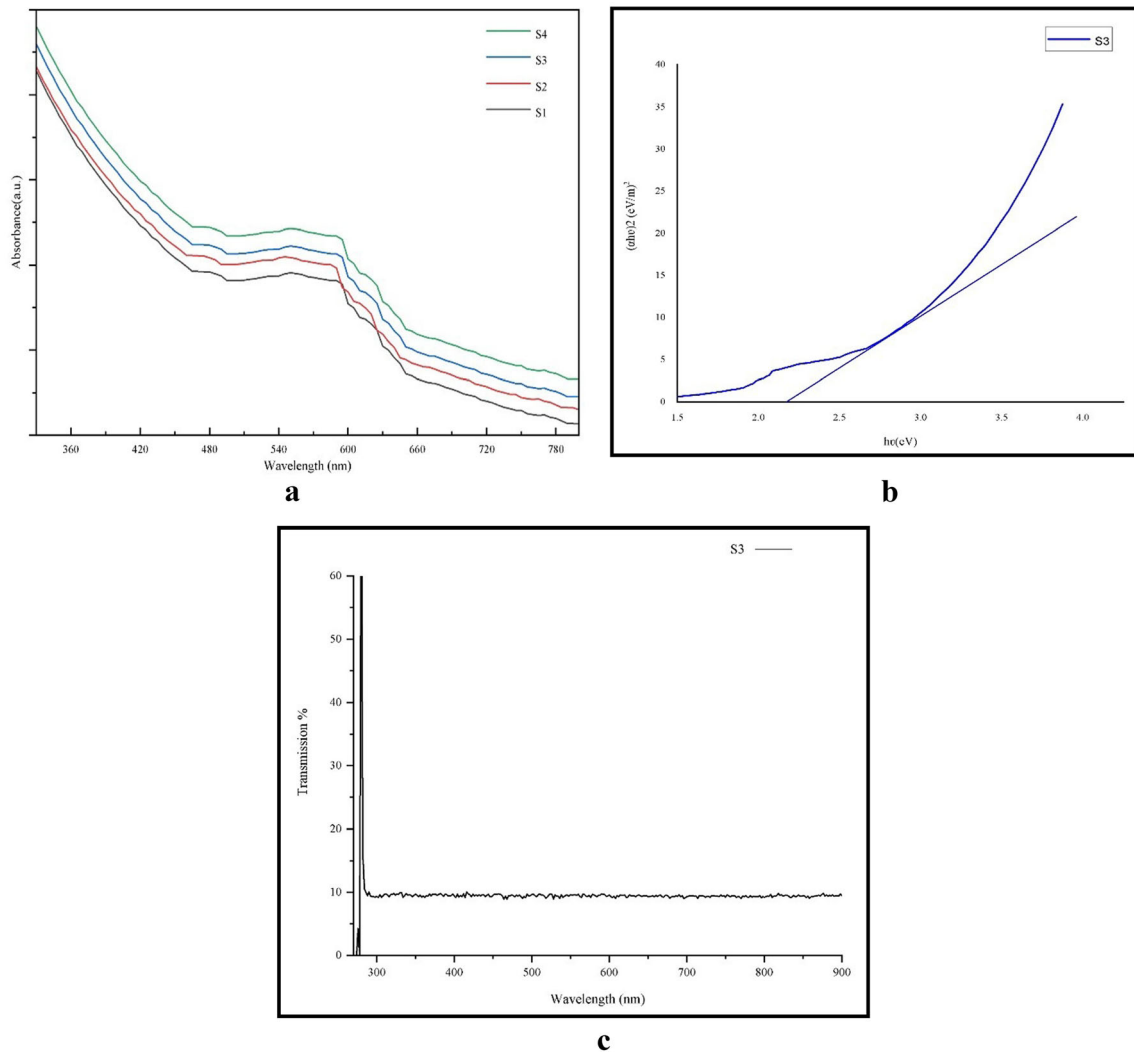 S4
S3
S2
S1
Absorbance(a.u.)
360 420 480 540 600 660 720 780
Wavelength (nm)
a
S3
40
35
30
25
20
15
10
5
0
(αhυ)2 (eV/m)²
1.5 2.0 2.5 3.0 3.5 4.0
hυ(eV)
b
S3
60
50
40
30
20
10
0
Transmission %
300 400 500 600 700 800 900
Wavelength (nm)
c